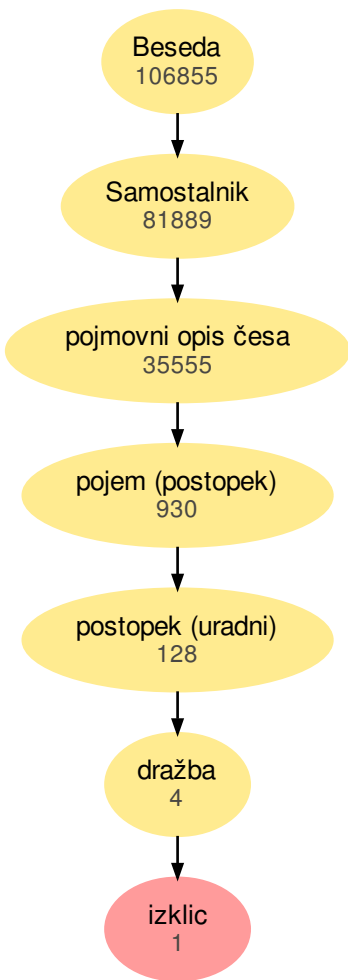 Beseda
106855
Samostalnik
81889
pojmovni opis česa
35555
pojem (postopek)
930
postopek (uradni)
128
dražba
4
izklic
1